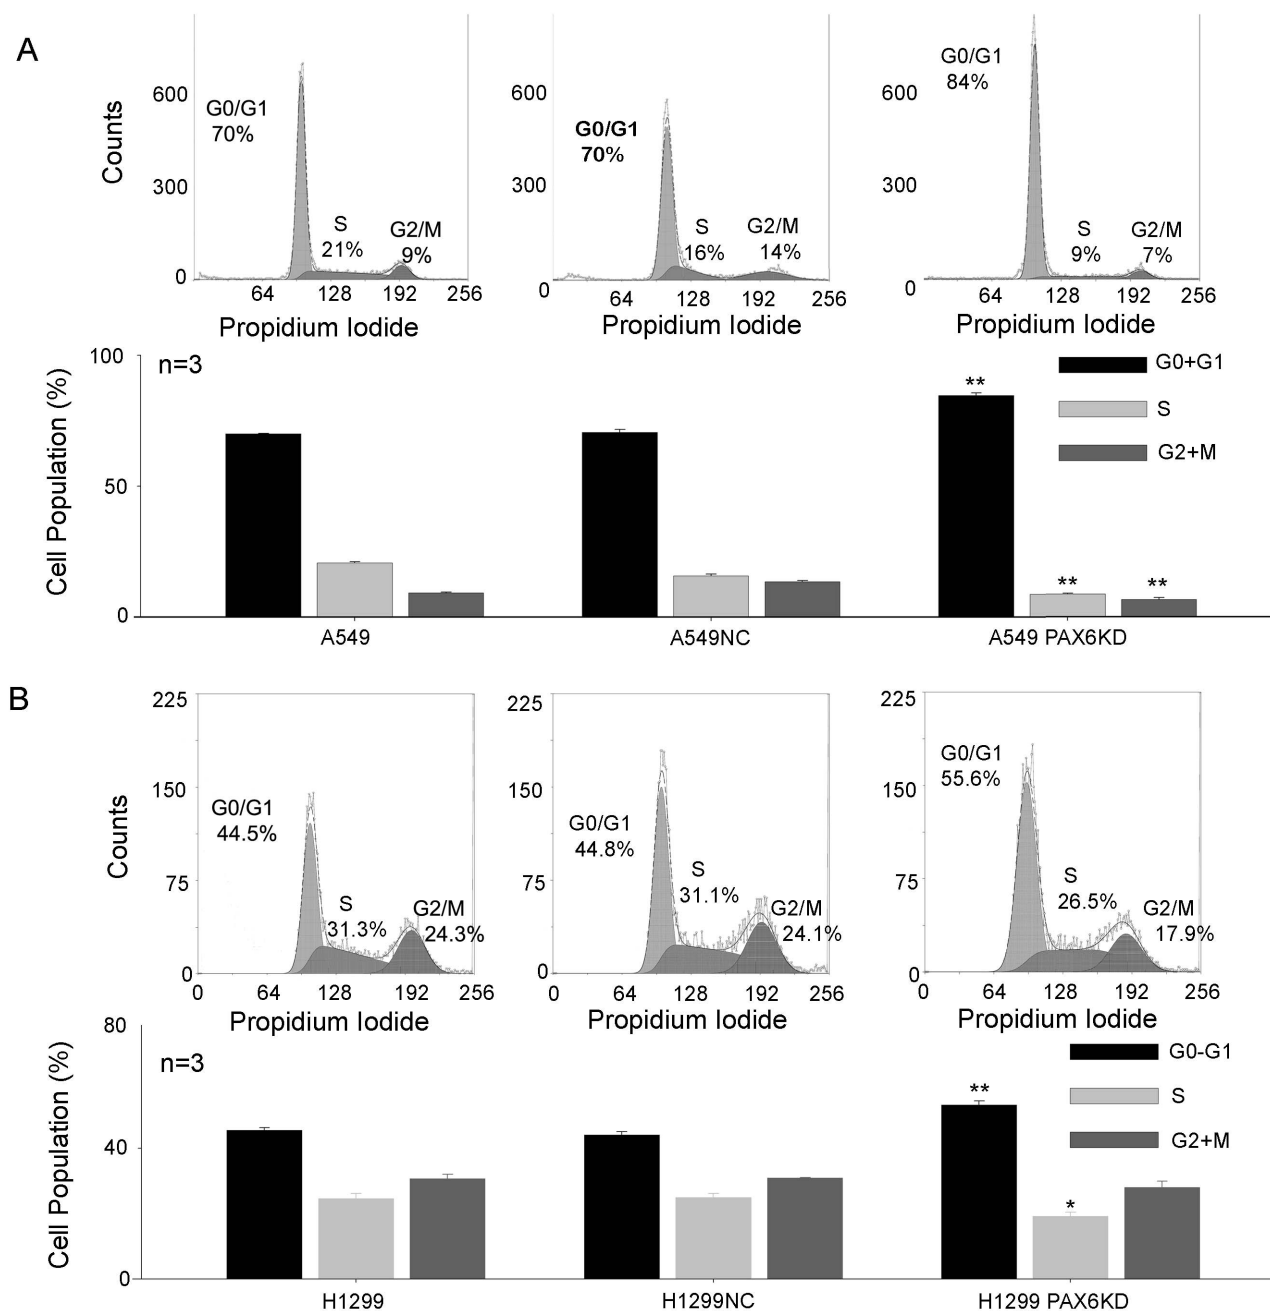 A
Counts
600
300
0
G0/G1
70%
S
21%
G2/M
9%
64 128 192 256
Propidium Iodide
600
300
0
G0/G1
70%
S
16%
G2/M
14%
64 128 192 256
Propidium Iodide
600
300
0
G0/G1
84%
S
9%
G2/M
7%
64 128 192 256
Propidium Iodide
Cell Population (%)
100
50
0
n=3
**
**
**
G0+G1
S
G2+M
A549
A549NC
A549 PAX6KD
B
Counts
225
150
75
0
G0/G1
44.5%
S
31.3%
G2/M
24.3%
0 64 128 192 256
Propidium Iodide
225
150
75
0
G0/G1
44.8%
S
31.1%
G2/M
24.1%
0 64 128 192 256
Propidium Iodide
225
150
75
0
G0/G1
55.6%
S
26.5%
G2/M
17.9%
0 64 128 192 256
Propidium Iodide
Cell Population (%)
80
40
0
n=3
**
*
G0-G1
S
G2+M
H1299
H1299NC
H1299 PAX6KD